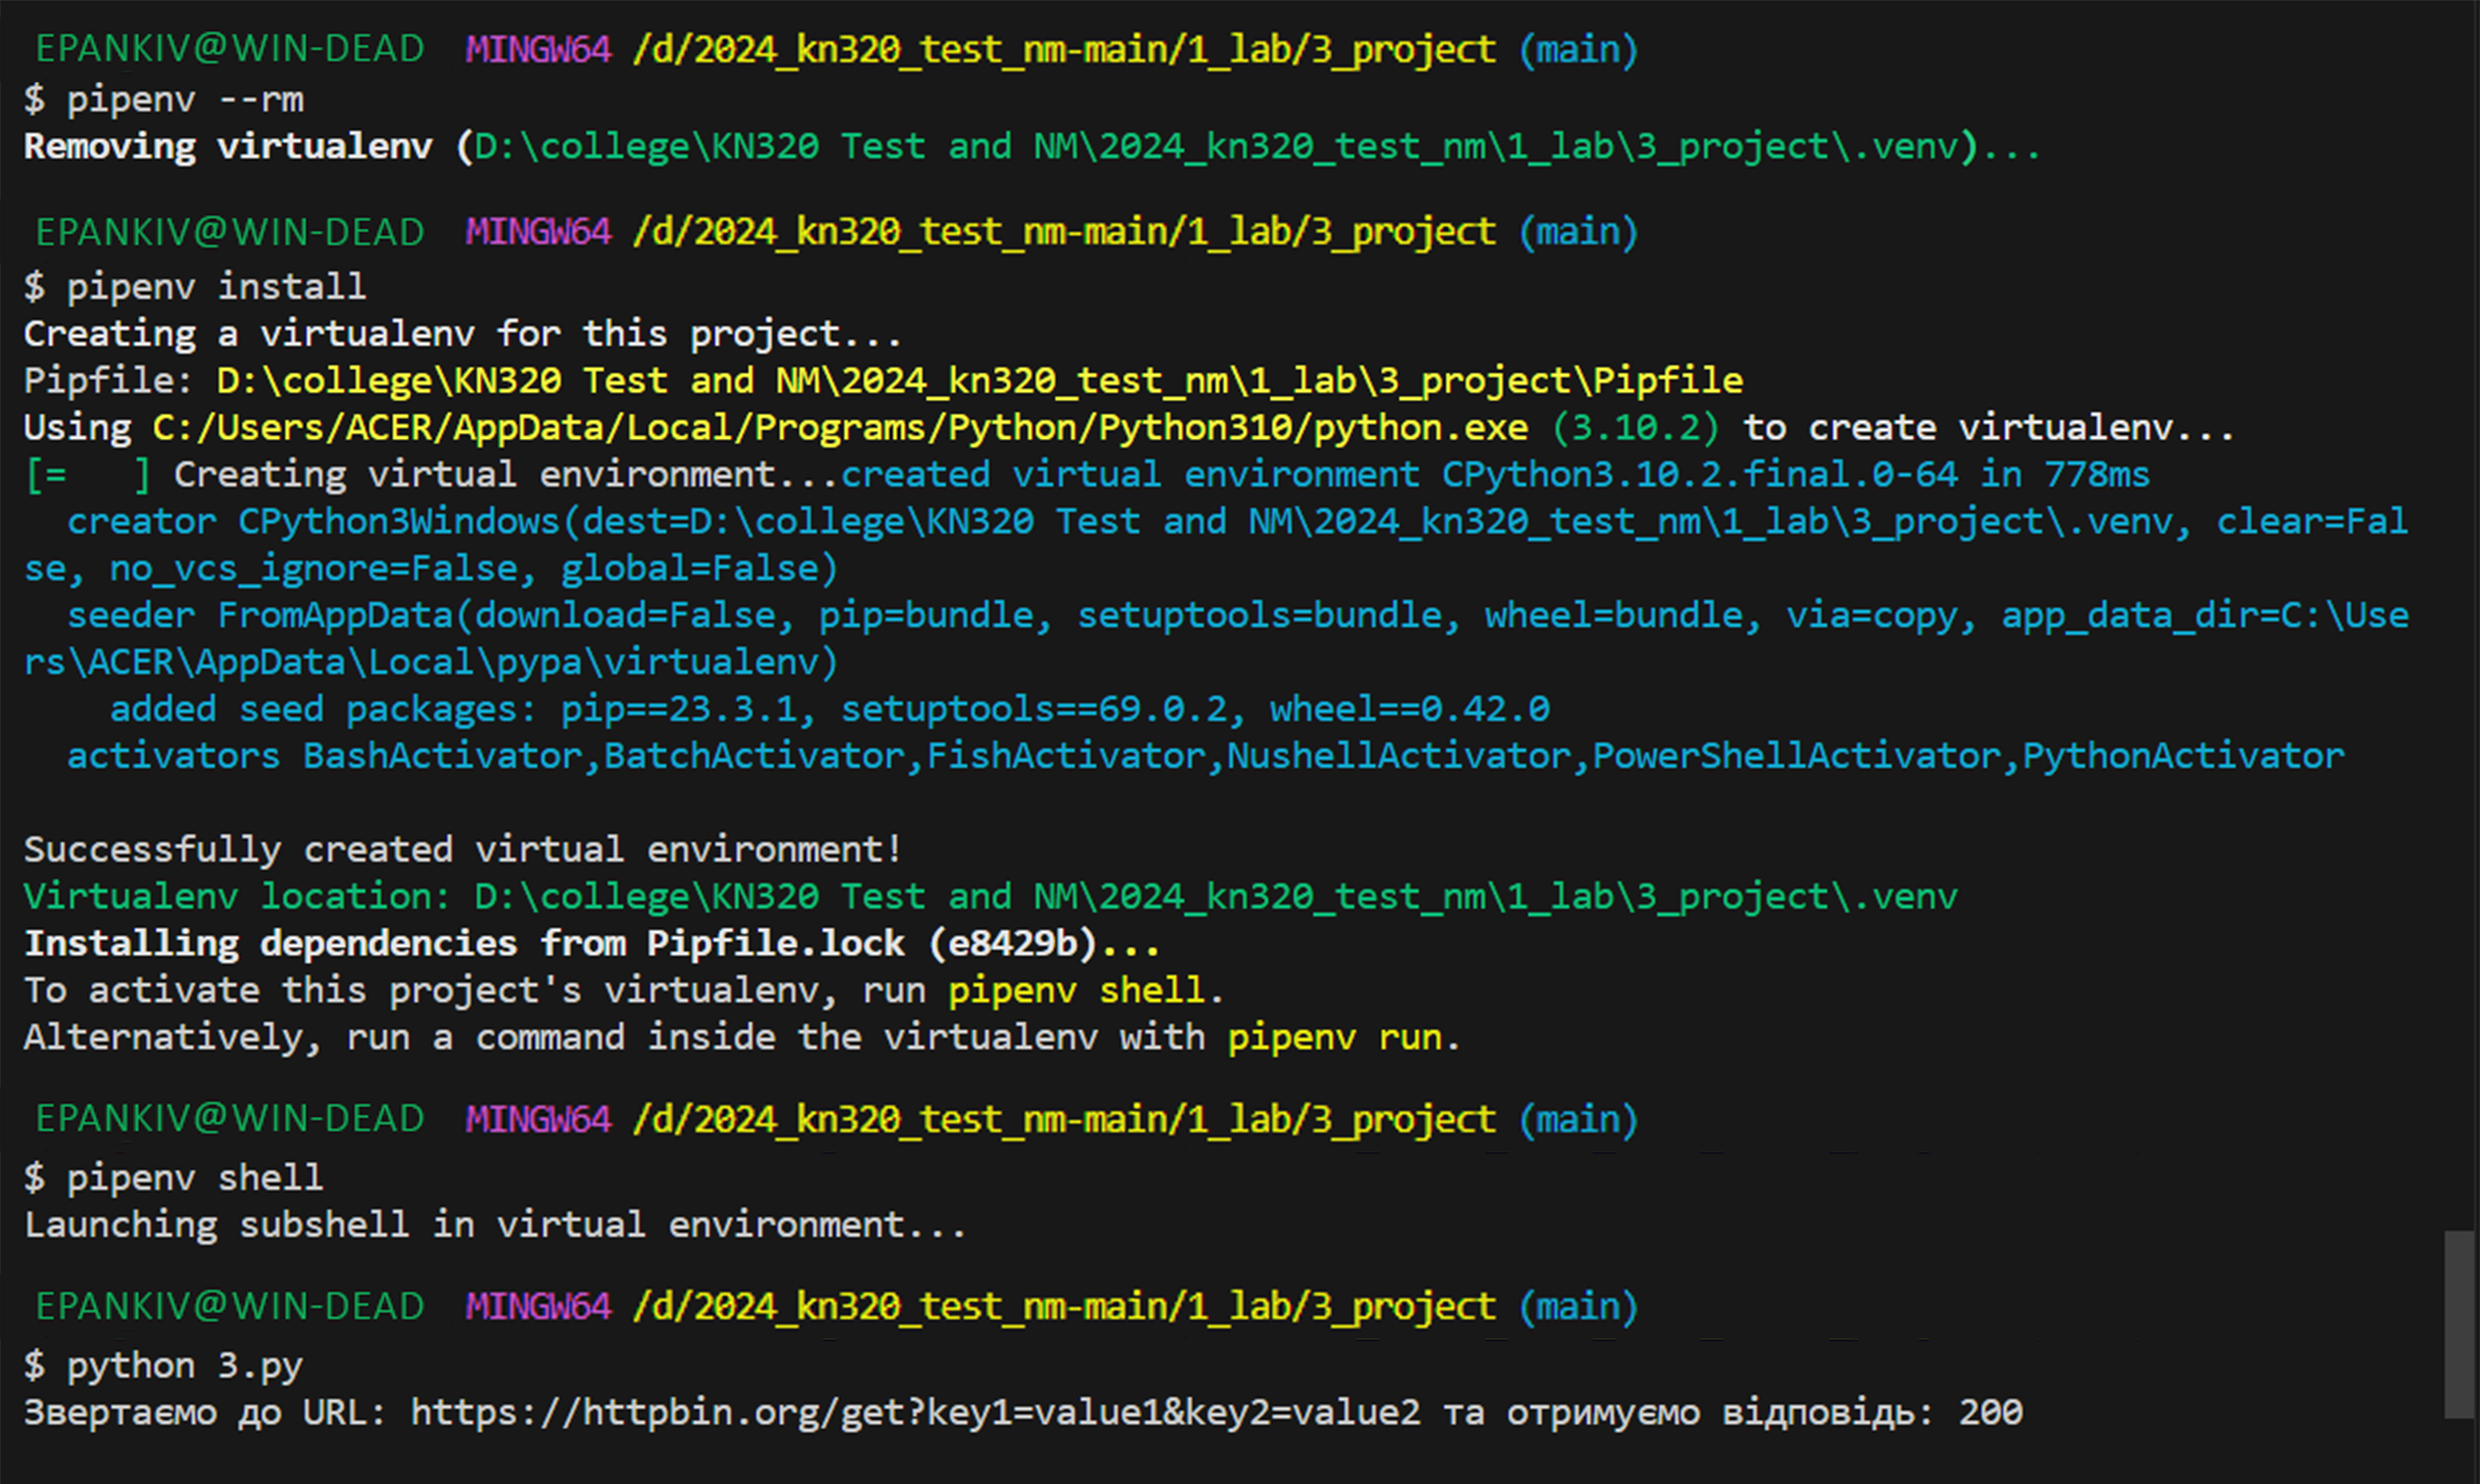 EPANKIV@WIN-DEAD MINGW64 /d/2024_kn320_test_nm-main/1_lab/3_project (main)
$ pipenv --rm
Removing virtualenv (D:\college\KN320 Test and NM\2024_kn320_test_nm\1_lab\3_project\.venv)...
EPANKIV@WIN-DEAD MINGW64 /d/2024_kn320_test_nm-main/1_lab/3_project (main)
$ pipenv install
Creating a virtualenv for this project...
Pipfile: D:\college\KN320 Test and NM\2024_kn320_test_nm\1_lab\3_project\Pipfile
Using C:/Users/ACER/AppData/Local/Programs/Python/Python310/python.exe (3.10.2) to create virtualenv...
[=   ] Creating virtual environment...created virtual environment CPython3.10.2.final.0-64 in 778ms
  creator CPython3Windows(dest=D:\college\KN320 Test and NM\2024_kn320_test_nm\1_lab\3_project\.venv, clear=Fal
se, no_vcs_ignore=False, global=False)
  seeder FromAppData(download=False, pip=bundle, setuptools=bundle, wheel=bundle, via=copy, app_data_dir=C:\Use
rs\ACER\AppData\Local\pypa\virtualenv)
    added seed packages: pip==23.3.1, setuptools==69.0.2, wheel==0.42.0
  activators BashActivator,BatchActivator,FishActivator,NushellActivator,PowerShellActivator,PythonActivator
Successfully created virtual environment!
Virtualenv location: D:\college\KN320 Test and NM\2024_kn320_test_nm\1_lab\3_project\.venv
Installing dependencies from Pipfile.lock (e8429b)...
To activate this project's virtualenv, run pipenv shell.
Alternatively, run a command inside the virtualenv with pipenv run.
EPANKIV@WIN-DEAD MINGW64 /d/2024_kn320_test_nm-main/1_lab/3_project (main)
$ pipenv shell
Launching subshell in virtual environment...
EPANKIV@WIN-DEAD MINGW64 /d/2024_kn320_test_nm-main/1_lab/3_project (main)
$ python 3.py
Звертаємо до URL: https://httpbin.org/get?key1=value1&key2=value2 та отримуємо відповідь: 200